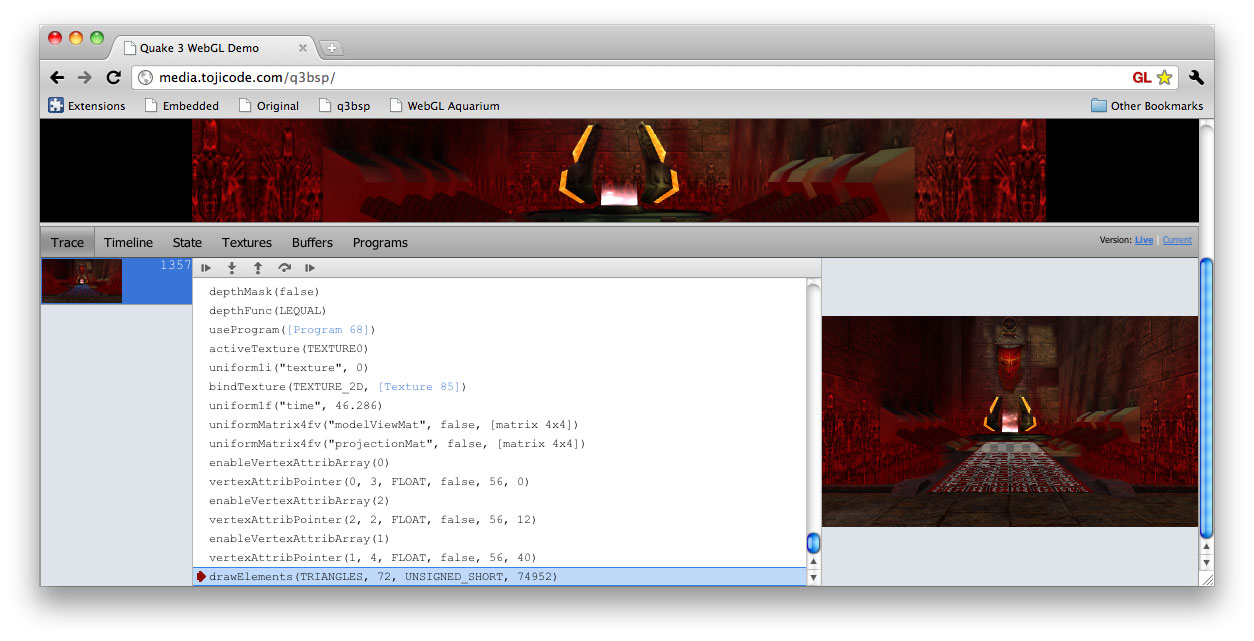 Quake 3 WebGL Demo
media.tojicode.com/q3bsp/
GL
Extensions
Embedded
Original
q3bsp
WebGL Aquarium
Other Bookmarks
Trace
Timeline
State
Textures
Buffers
Programs
Version: Live | Current
1357
depthMask(false)
depthFunc(LEQUAL)
useProgram([Program 68])
activeTexture(TEXTURE0)
uniform1i("texture", 0)
bindTexture(TEXTURE_2D, [Texture 85])
uniform1f("time", 46.286)
uniformMatrix4fv("modelViewMat", false, [matrix 4x4])
uniformMatrix4fv("projectionMat", false, [matrix 4x4])
enableVertexAttribArray(0)
vertexAttribPointer(0, 3, FLOAT, false, 56, 0)
enableVertexAttribArray(2)
vertexAttribPointer(2, 2, FLOAT, false, 56, 12)
enableVertexAttribArray(1)
vertexAttribPointer(1, 4, FLOAT, false, 56, 40)
drawElements(TRIANGLES, 72, UNSIGNED_SHORT, 74952)